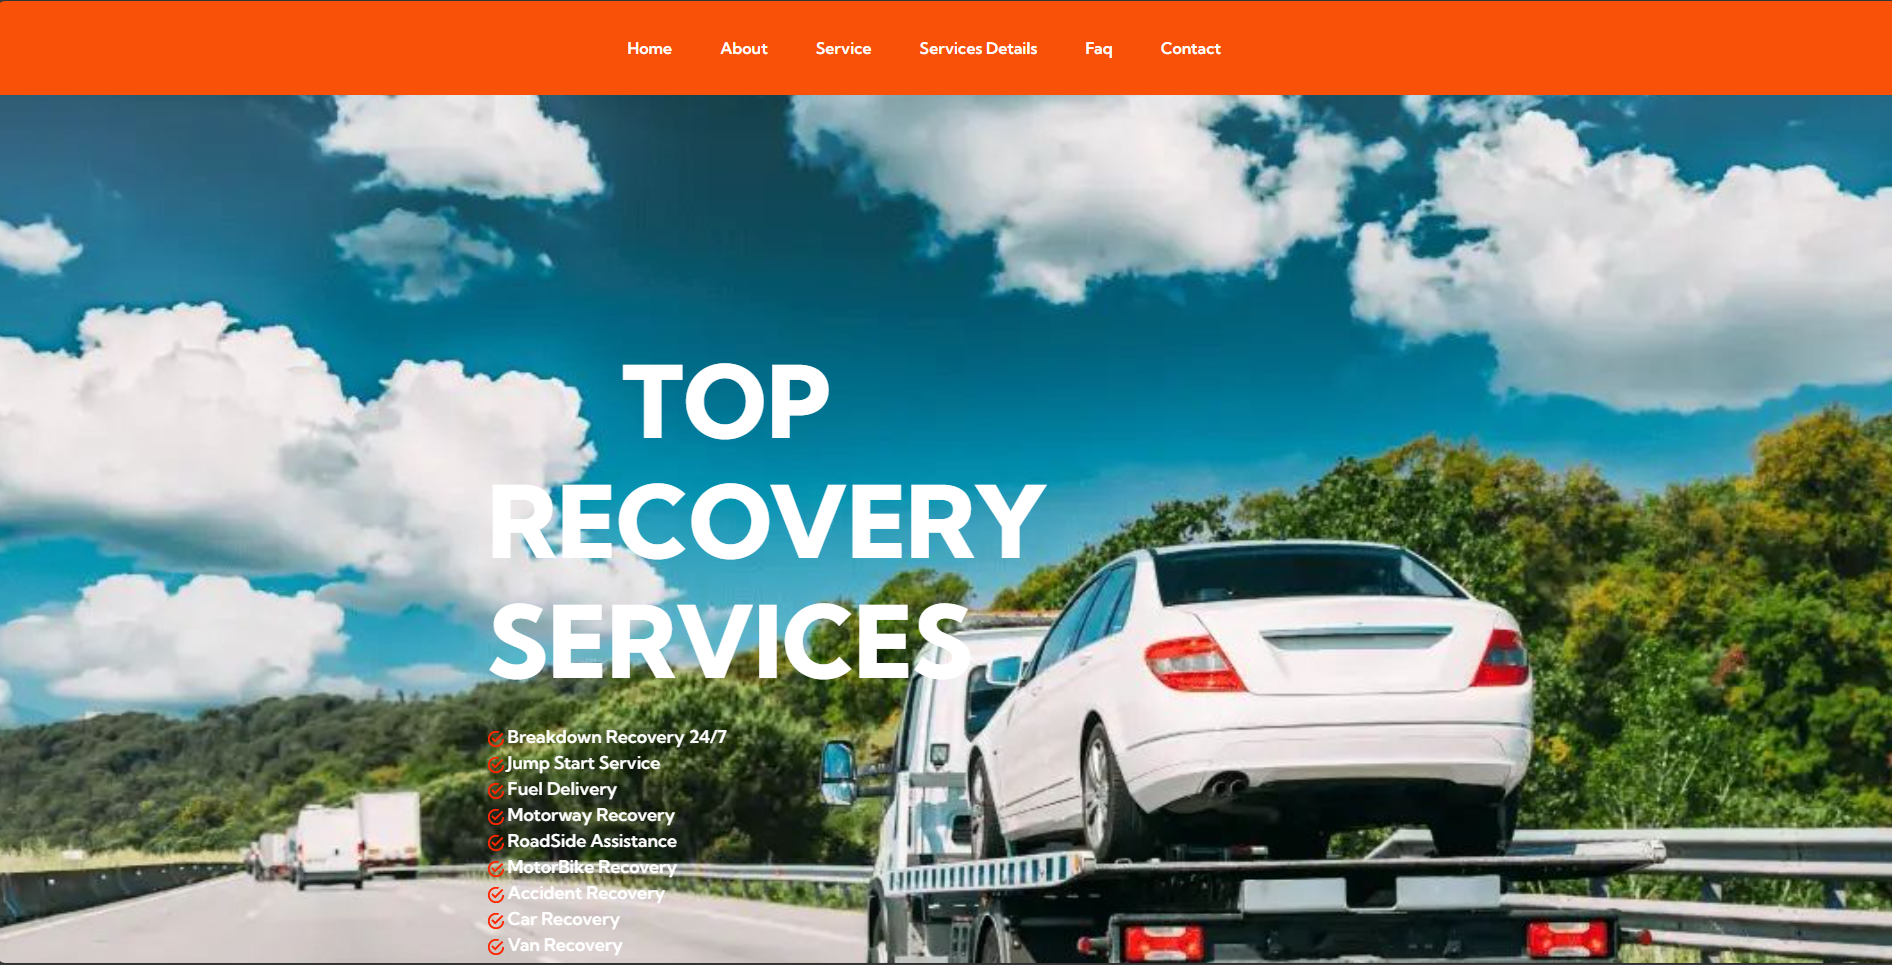 Home About Service Services Details Faq Contact
TOP
RECOVERY
SERVICES
Breakdown Recovery 24/7
Jump Start Service
Fuel Delivery
Motorway Recovery
RoadSide Assistance
MotorBike Recovery
Accident Recovery
Car Recovery
Van Recovery